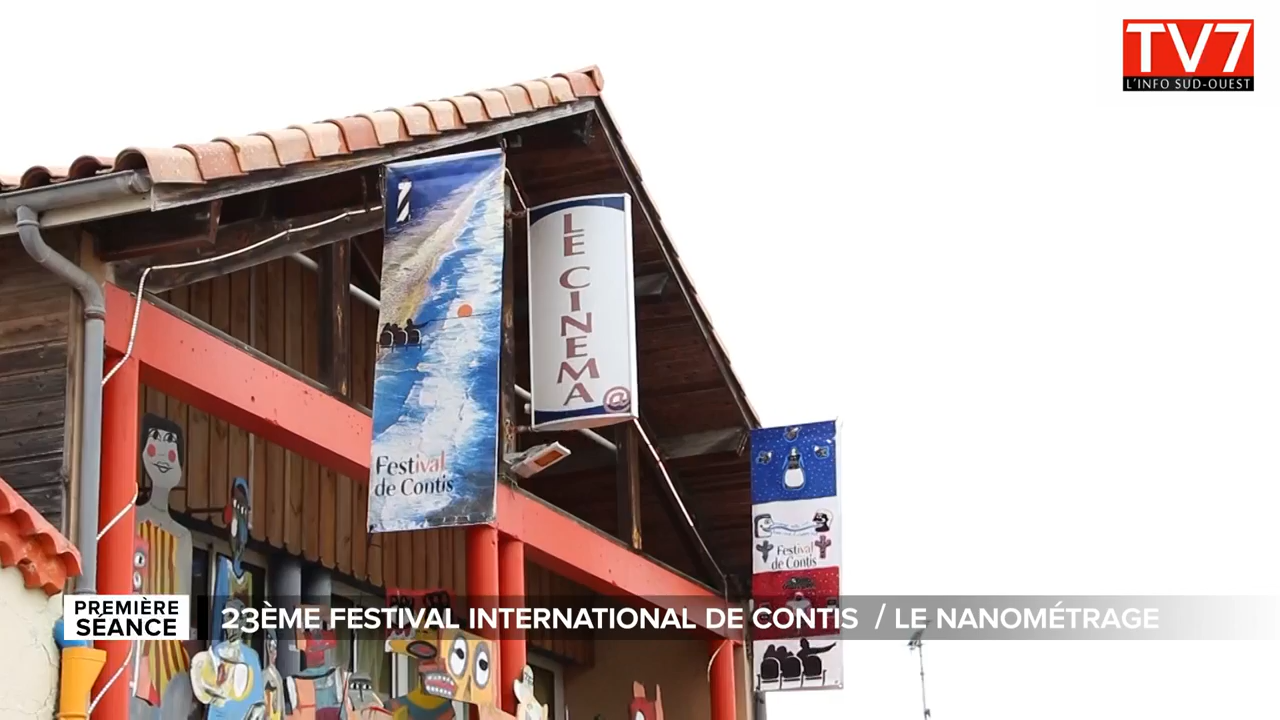 TV7
L'INFO SUD-OUEST
LE CINEMA
@
Festival
de Contis
Festival
de Contis
PREMIÈRE
SÉANCE
23ÈME FESTIVAL INTERNATIONAL DE CONTIS / LE NANOMÉTRAGE